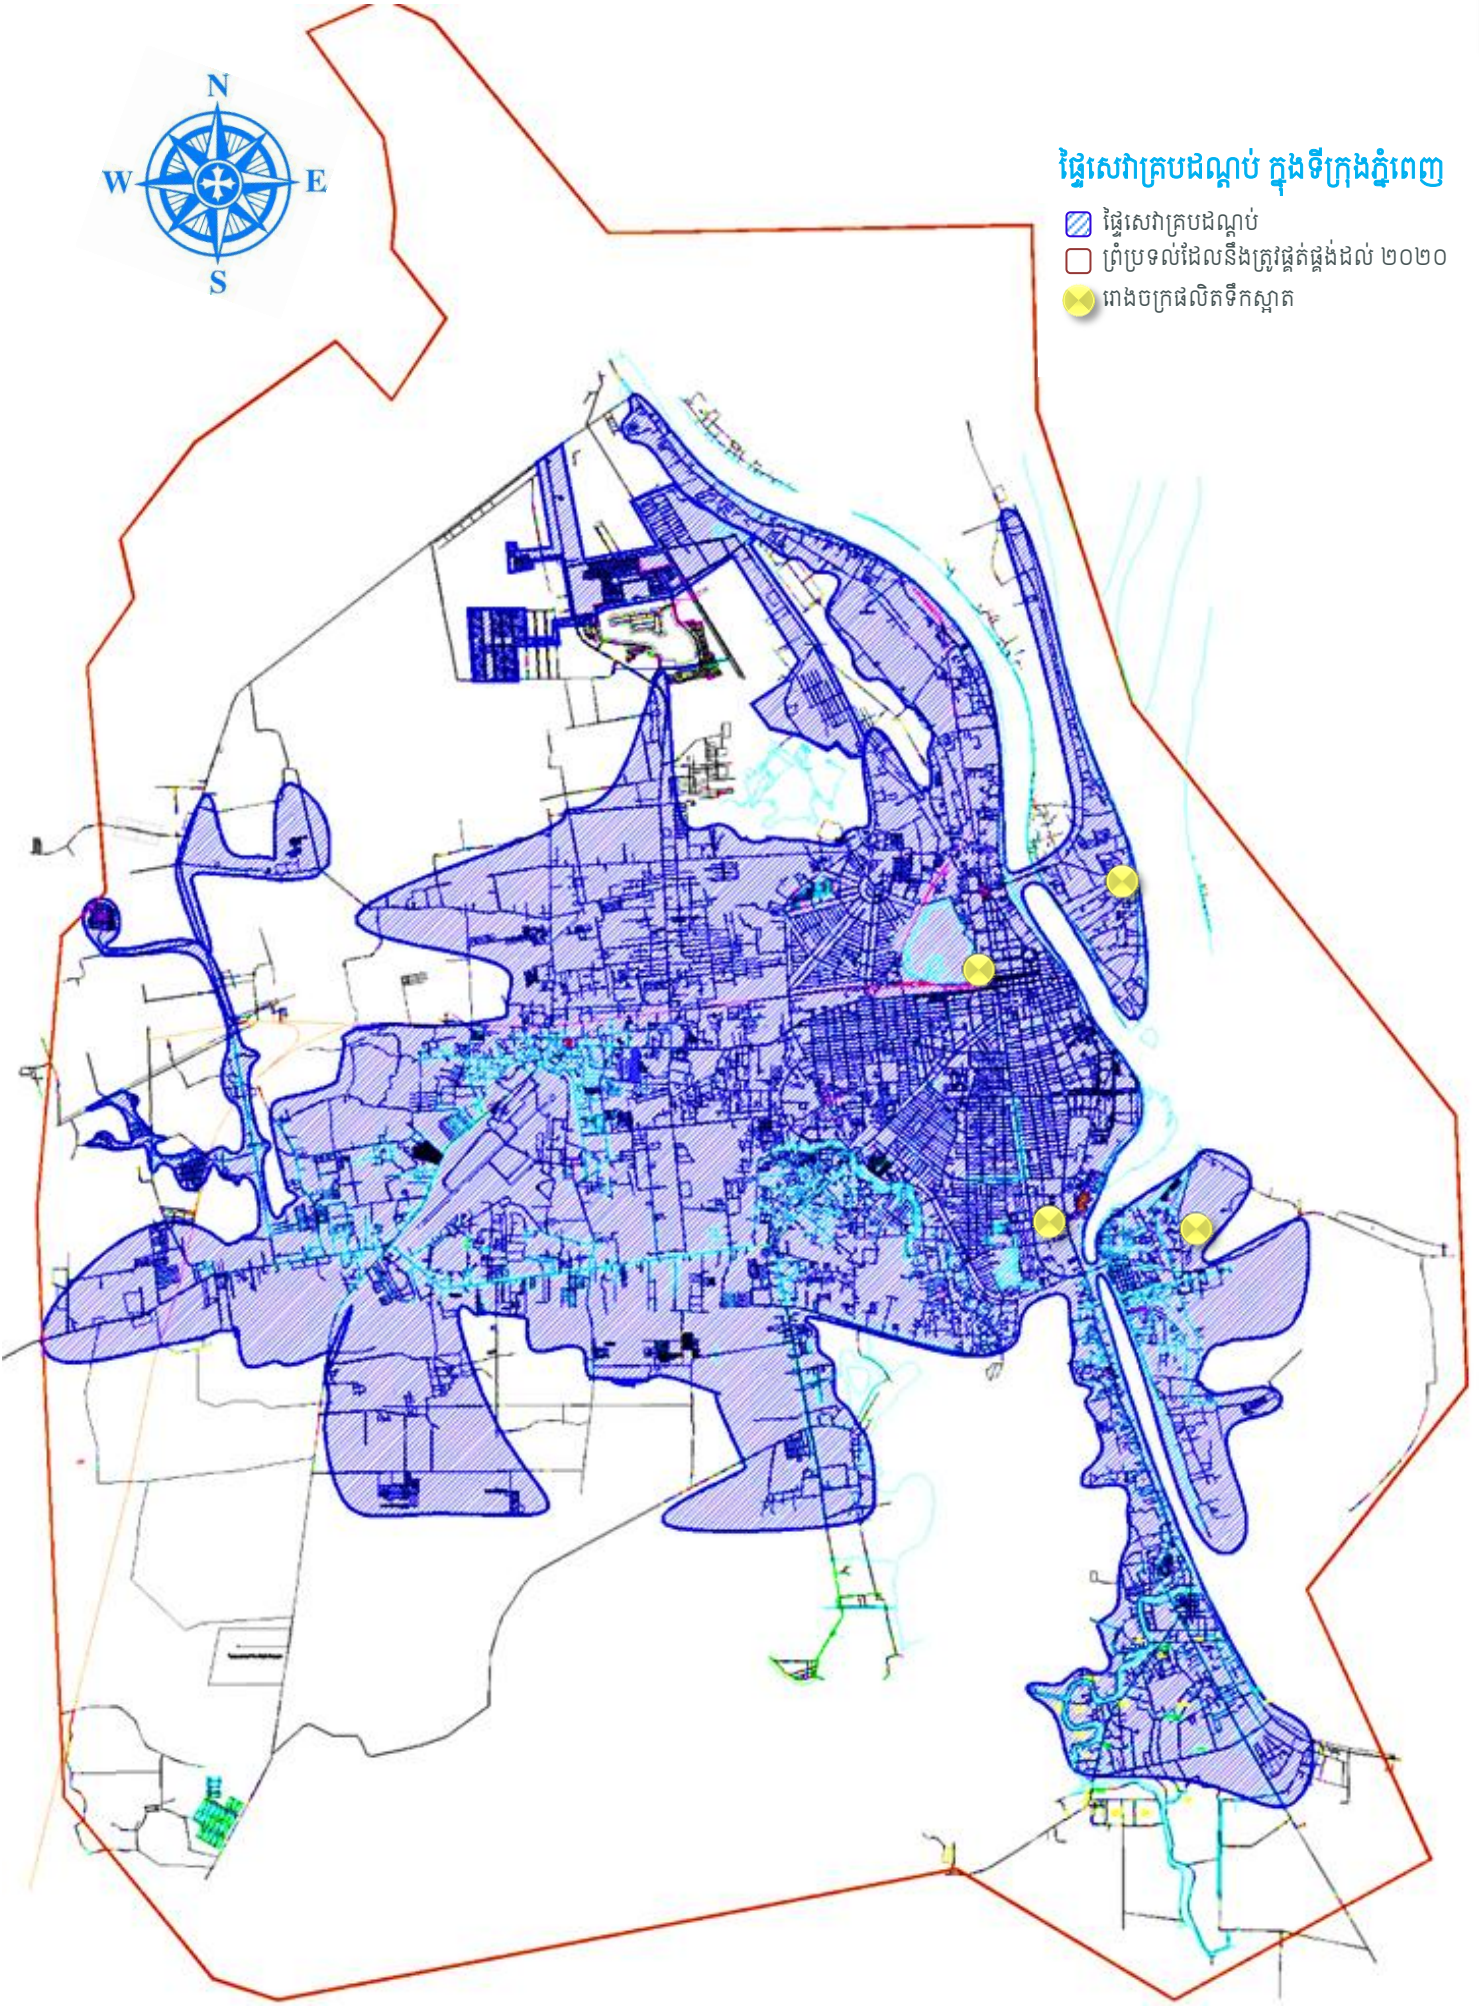 N
W E
S
ផ្ទៃសេវាគ្របដណ្តប់ ក្នុងទីក្រុងភ្នំពេញ
ផ្ទៃសេវាគ្របដណ្តប់
ព្រំប្រទល់ដែលនឹងត្រូវផ្គត់ផ្គង់ដល់ ២០២០
រោងចក្រផលិតទឹកស្អាត